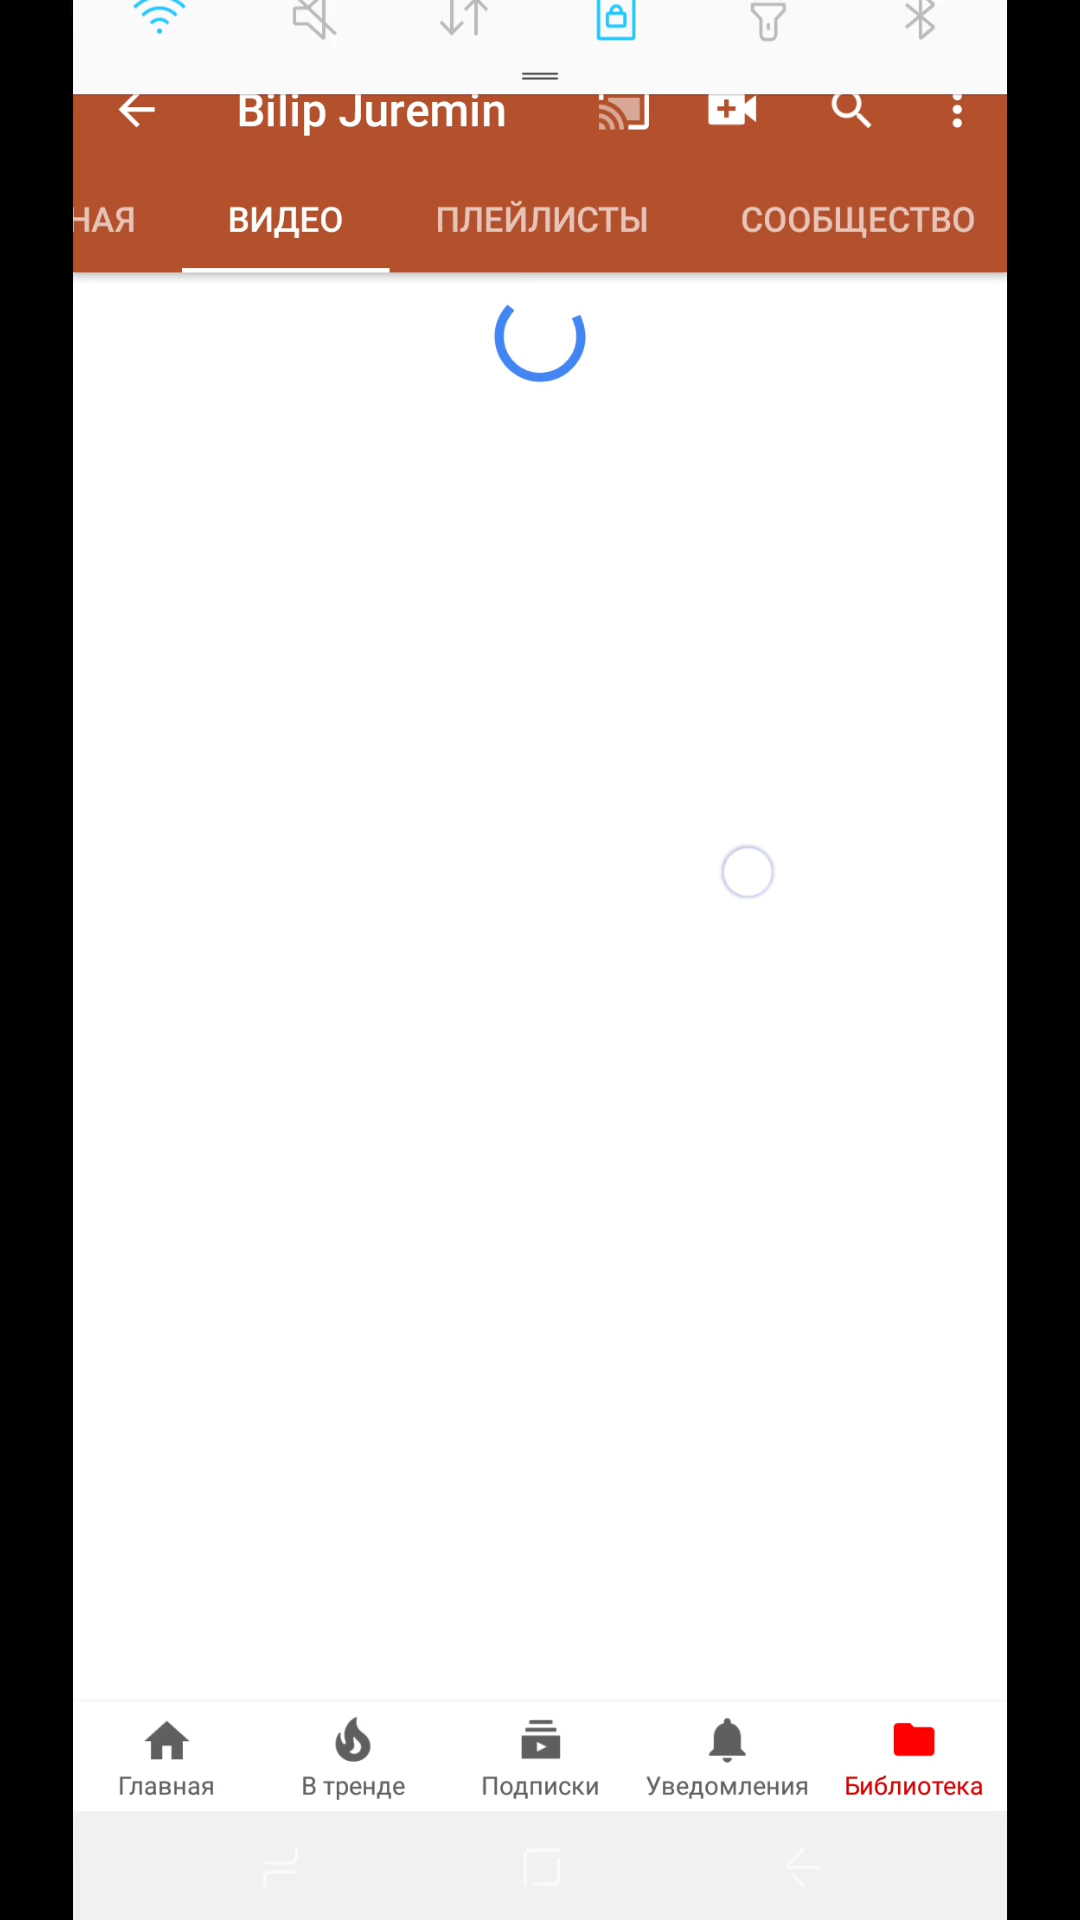 Bilip Juremin
НАЯ ВИДЕО ПЛЕЙЛИСТЫ СООБЩЕСТВО
Главная В тренде Подписки Уведомления Библиотека